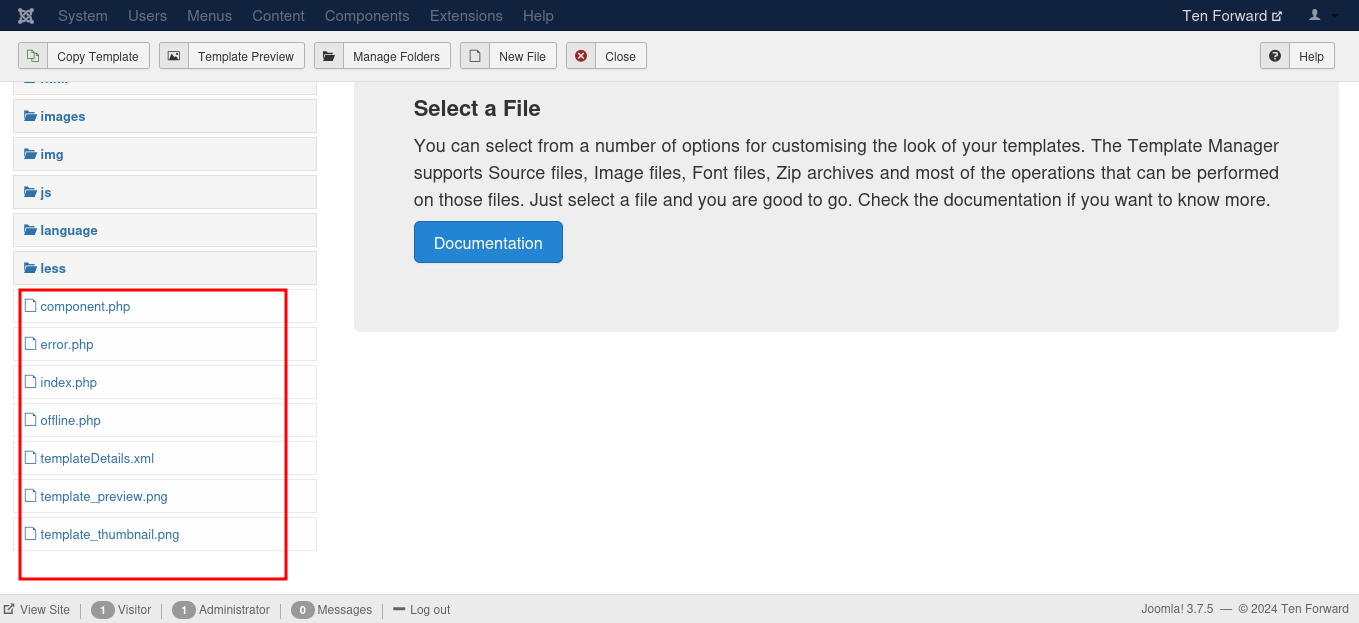 System Users Menus Content Components Extensions Help Ten Forward
Copy Template Template Preview Manage Folders New File Close Help
images
img
js
language
less
component.php
error.php
index.php
offline.php
templateDetails.xml
template_preview.png
template_thumbnail.png
Select a File
You can select from a number of options for customising the look of your templates. The Template Manager
supports Source files, Image files, Font files, Zip archives and most of the operations that can be performed
on those files. Just select a file and you are good to go. Check the documentation if you want to know more.
Documentation
View Site 1 Visitor 1 Administrator 0 Messages Log out Joomla! 3.7.5 — © 2024 Ten Forward